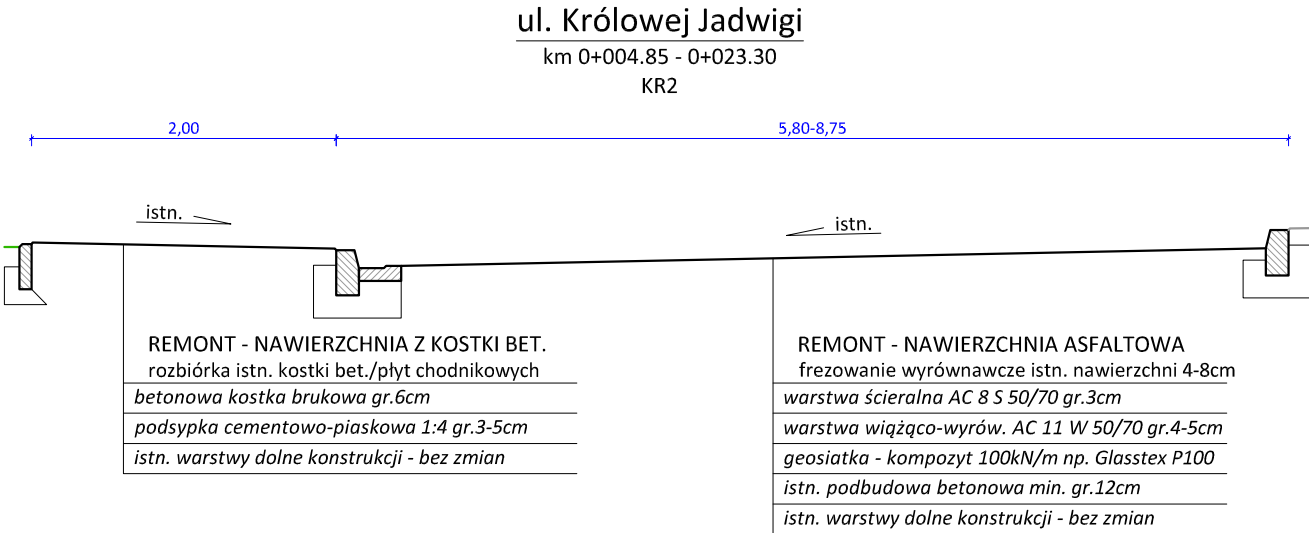 ul. Królowej Jadwigi
km 0+004.85 - 0+023.30
KR2
2,00
5,80-8,75
istn.
istn.
REMONT - NAWIERZCHNIA Z KOSTKI BET.
rozbiórka istn. kostki bet./płyt chodnikowych
betonowa kostka brukowa gr.6cm
podsypka cementowo-piaskowa 1:4 gr.3-5cm
istn. warstwy dolne konstrukcji - bez zmian
REMONT - NAWIERZCHNIA ASFALTOWA
frezowanie wyrównawcze istn. nawierzchni 4-8cm
warstwa ścieralna AC 8 S 50/70 gr.3cm
warstwa wiążąco-wyrów. AC 11 W 50/70 gr.4-5cm
geosiatka - kompozyt 100kN/m np. Glasstex P100
istn. podbudowa betonowa min. gr.12cm
istn. warstwy dolne konstrukcji - bez zmian